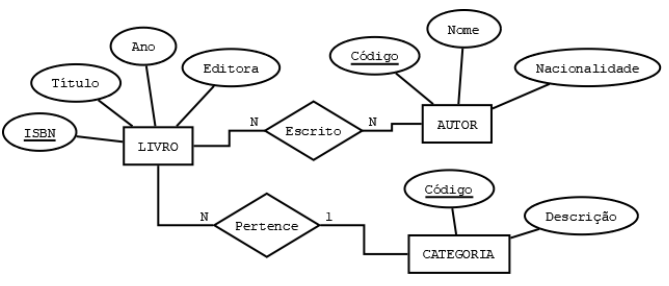 Ano
Nome
Código
Título
Editora
Nacionalidade
ISBN
LIVRO
N
Escrito
N
AUTOR
Código
N
Pertence
1
Descrição
CATEGORIA